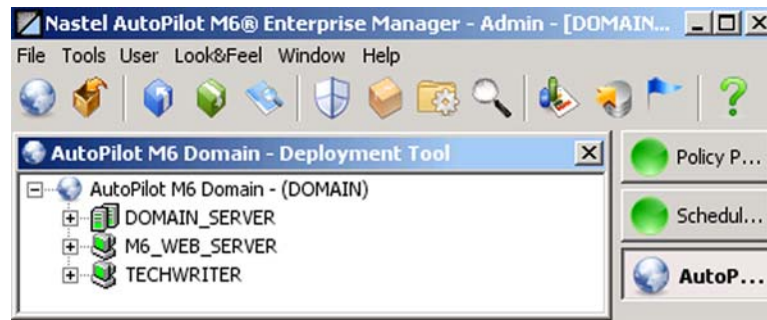 Nastel AutoPilot M6® Enterprise Manager - Admin - [DOMAIN...
File Tools User Look&Feel Window Help
AutoPilot M6 Domain - Deployment Tool
AutoPilot M6 Domain - (DOMAIN)
DOMAIN_SERVER
M6_WEB_SERVER
TECHWRITER
Policy P...
Schedul...
AutoP...